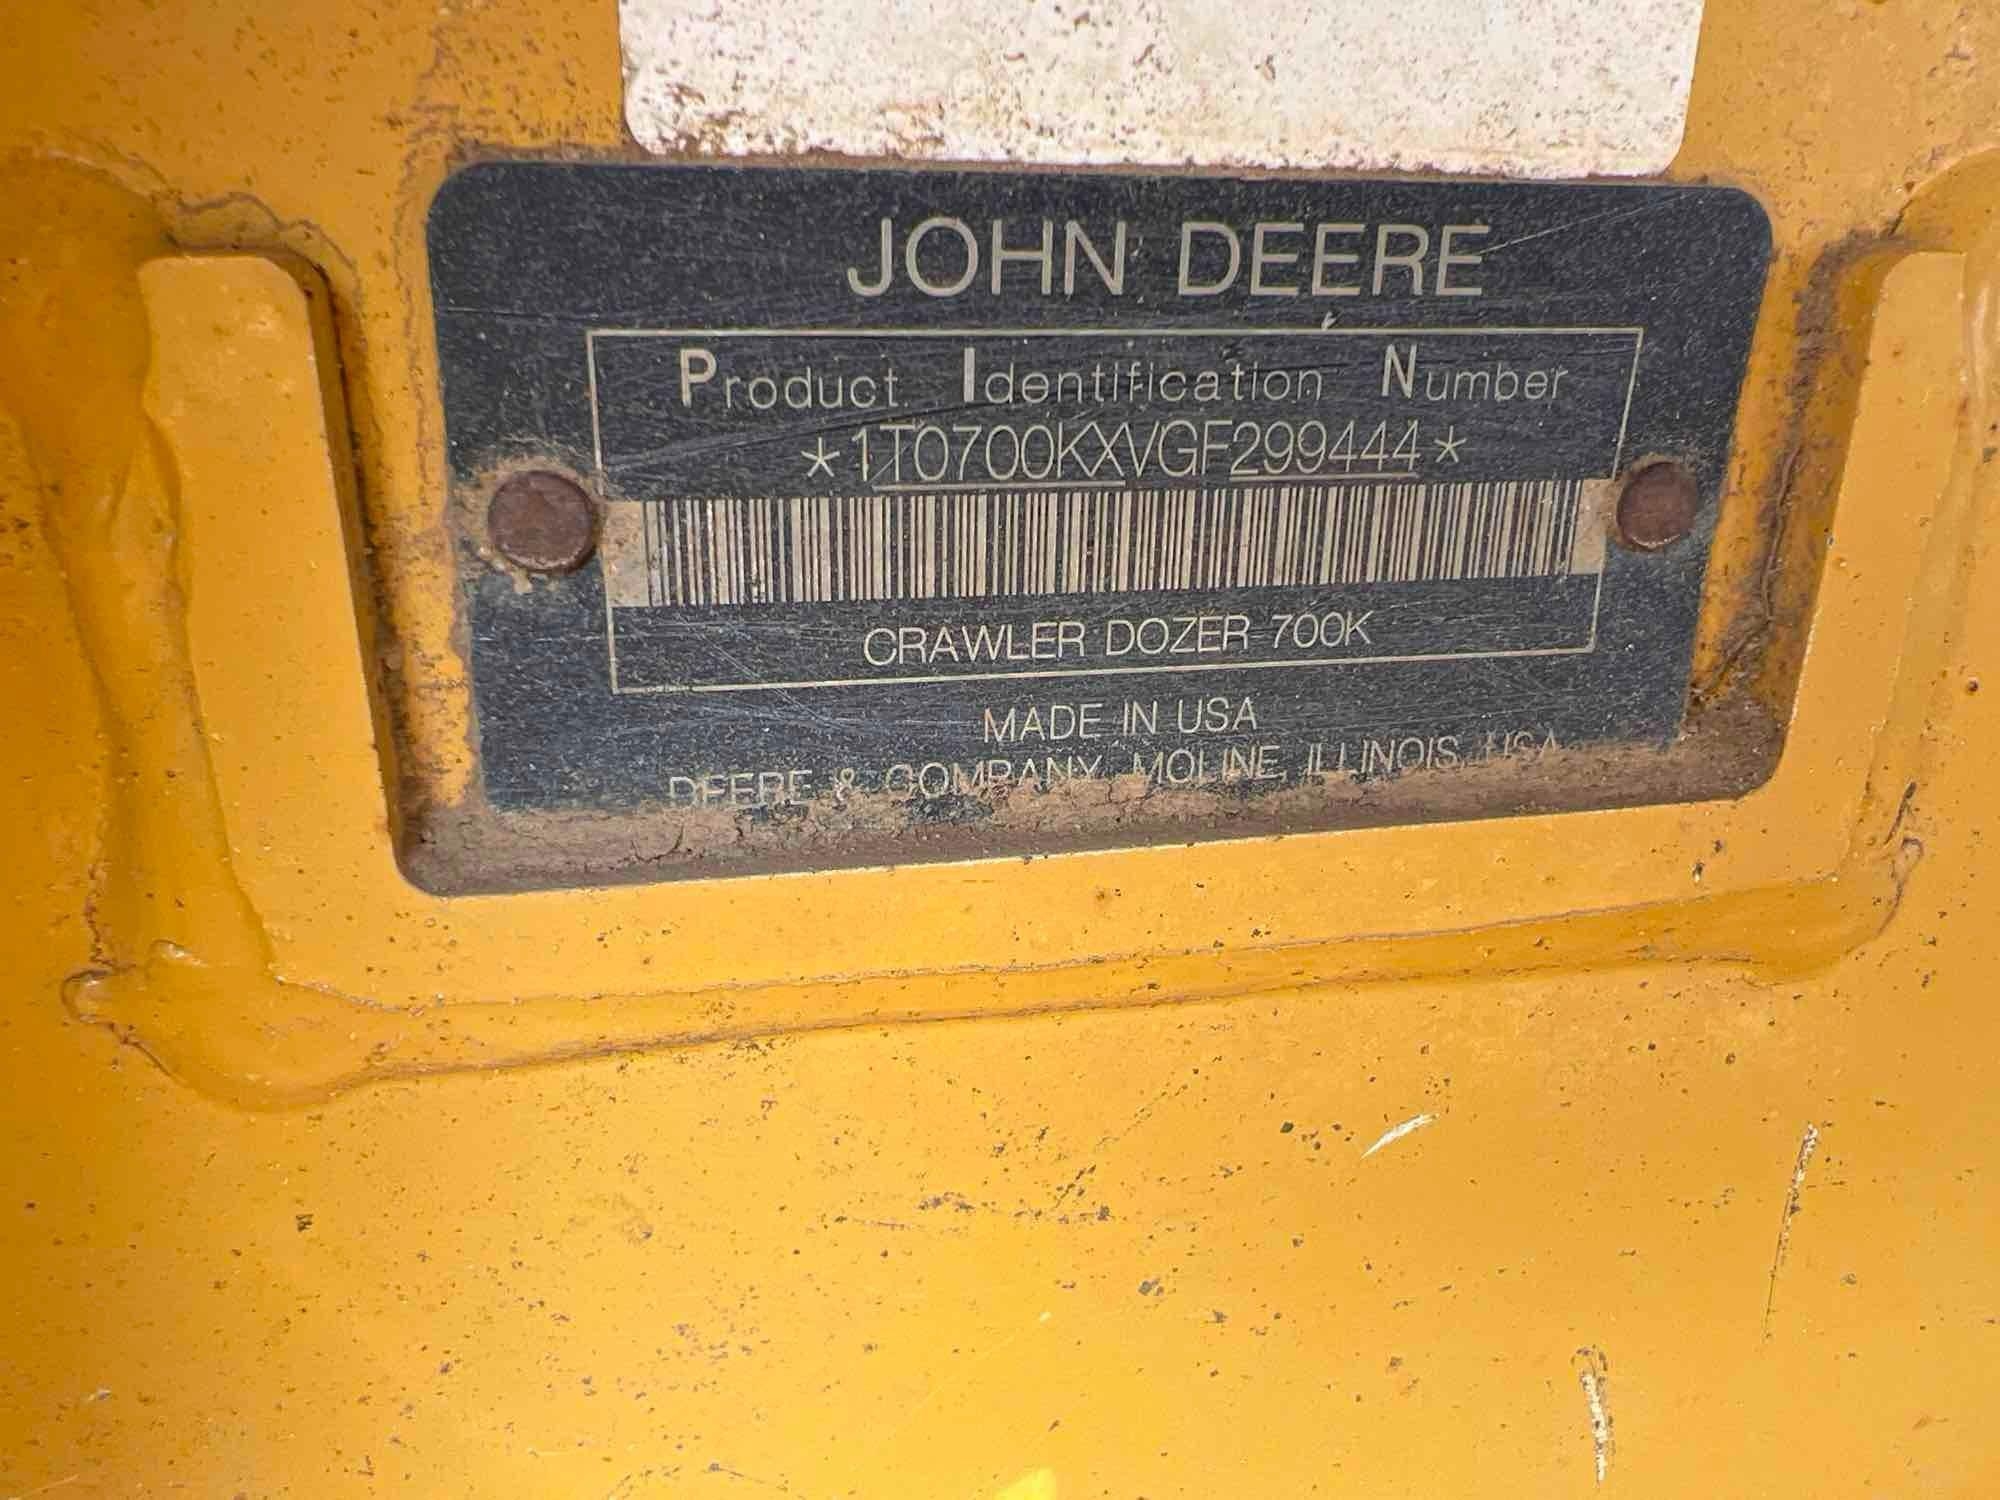 JOHN DEERE
Product Identification Number
*1T0700KXVGF299444*
CRAWLER DOZER 700K
MADE IN USA
DEERE & COMPANY, MOLINE, ILLINOIS, USA